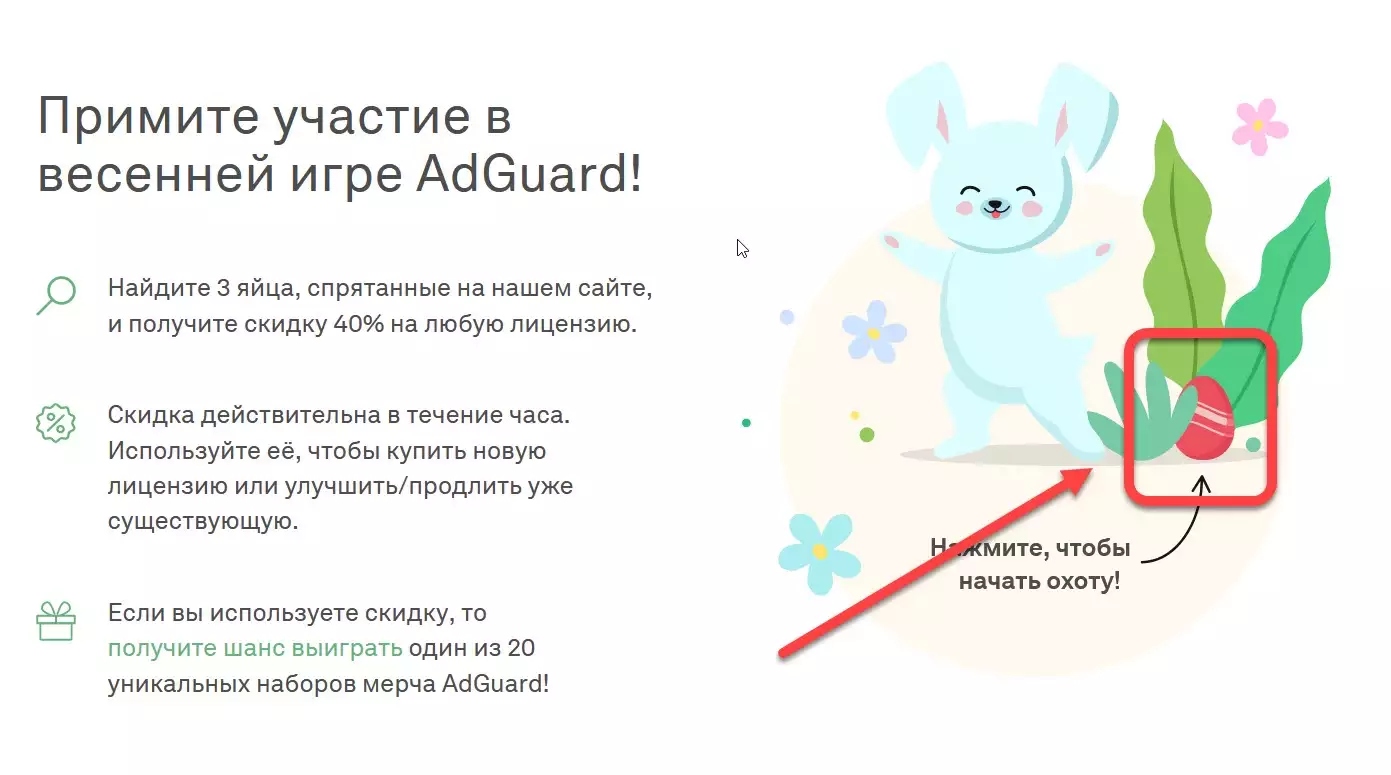 Примите участие в
весенней игре AdGuard!
Найдите 3 яйца, спрятанные на нашем сайте,
и получите скидку 40% на любую лицензию.
Скидка действительна в течение часа.
Используйте её, чтобы купить новую
лицензию или улучшить/продлить уже
существующую.
Если вы используете скидку, то
получите шанс выиграть один из 20
уникальных наборов мерча AdGuard!
Нажмите, чтобы
начать охоту!